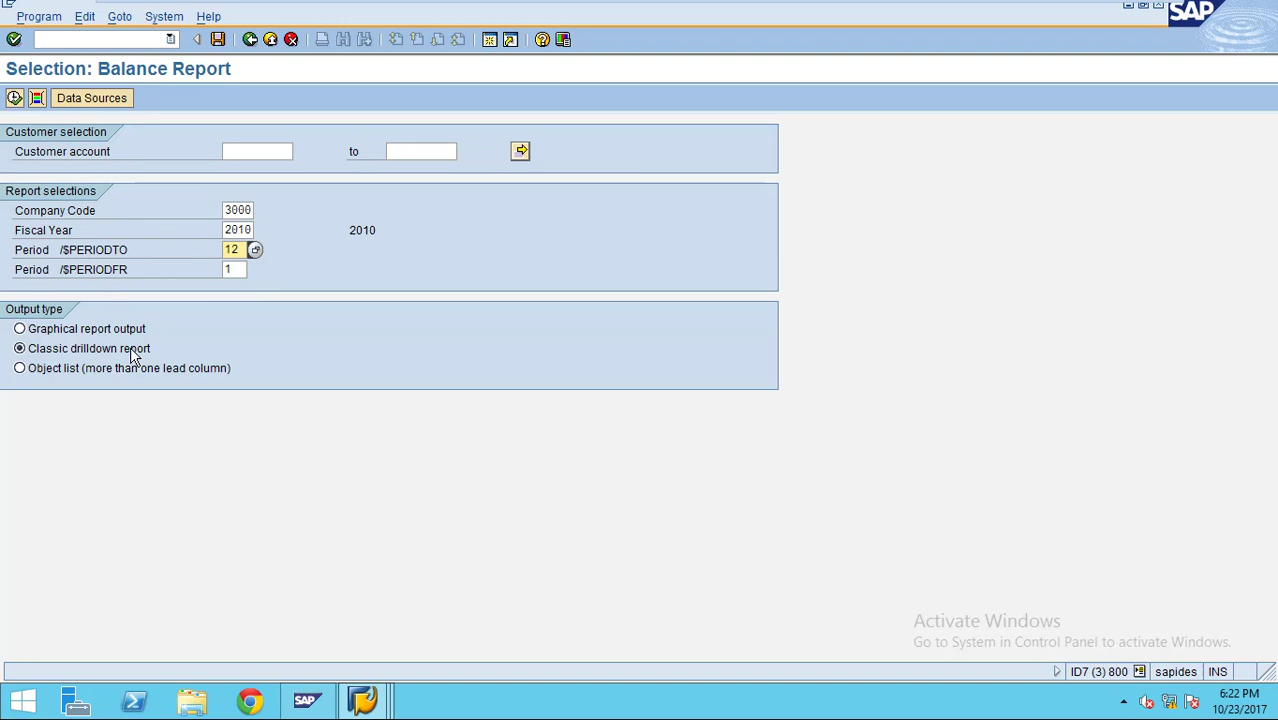 Program Edit Goto System Help
SAP
Selection: Balance Report
Data Sources
Customer selection
Customer account to
Report selections
Company Code 3000
Fiscal Year 2010 2010
Period /$PERIODTO 12
Period /$PERIODFR 1
Output type
Graphical report output
Classic drilldown report
Object list (more than one lead column)
Activate Windows
Go to System in Control Panel to activate Windows.
ID7 (3) 800 sapides INS
SAP
6:22 PM
10/23/2017